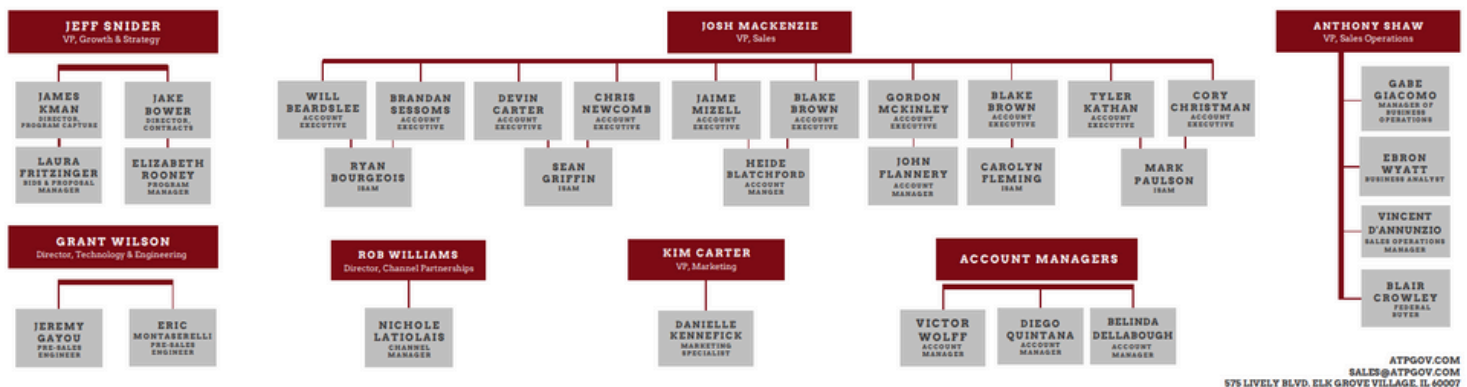 JEFF SNIDER
VP, Growth & Strategy
JAMES
KMAN
DIRECTOR,
PROGRAM CAPTURE
JAKE
BOWER
DIRECTOR,
CONTRACTS
LAURA
FRITZINGER
BIDS & PROPOSAL
MANAGER
ELIZABETH
ROONEY
PROGRAM
MANAGER
JOSH MACKENZIE
VP, Sales
WILL
BEARDSLEE
ACCOUNT
EXECUTIVE
BRANDAN
SESSOMS
ACCOUNT
EXECUTIVE
DEVIN
CARTER
ACCOUNT
EXECUTIVE
CHRIS
NEWCOMB
ACCOUNT
EXECUTIVE
JAIME
MIZELL
ACCOUNT
EXECUTIVE
BLAKE
BROWN
ACCOUNT
EXECUTIVE
GORDON
MCKINLEY
ACCOUNT
EXECUTIVE
BLAKE
BROWN
ACCOUNT
EXECUTIVE
TYLER
KATHAN
ACCOUNT
EXECUTIVE
CORY
CHRISTMAN
ACCOUNT
EXECUTIVE
RYAN
BOURGEOIS
ISAM
SEAN
GRIFFIN
ISAM
HEIDE
BLATCHFORD
ACCOUNT
MANGER
JOHN
FLANNERY
ACCOUNT
MANAGER
CAROLYN
FLEMING
ISAM
MARK
PAULSON
ISAM
ANTHONY SHAW
VP, Sales Operations
GABE
GIACOMO
MANAGER OF
BUSINESS
OPERATIONS
EBRON
WYATT
BUSINESS ANALYST
VINCENT
D'ANNUNZIO
SALES OPERATIONS
MANAGER
BLAIR
CROWLEY
FEDERAL
BUYER
GRANT WILSON
Director, Technology & Engineering
JEREMY
GAYOU
PRE-SALES
ENGINEER
ERIC
MONTASERELLI
PRE-SALES
ENGINEER
ROB WILLIAMS
Director, Channel Partnerships
NICHOLE
LATIOLAIS
CHANNEL
MANAGER
KIM CARTER
VP, Marketing
DANIELLE
KENNEFICK
MARKETING
SPECIALIST
ACCOUNT MANAGERS
VICTOR
WOLFF
ACCOUNT
MANAGER
DIEGO
QUINTANA
ACCOUNT
MANAGER
BELINDA
DELLABOUGH
ACCOUNT
MANAGER
ATPGOV.COM
SALES@ATPGOV.COM
575 LIVELY BLVD. ELK GROVE VILLAGE, IL 60007